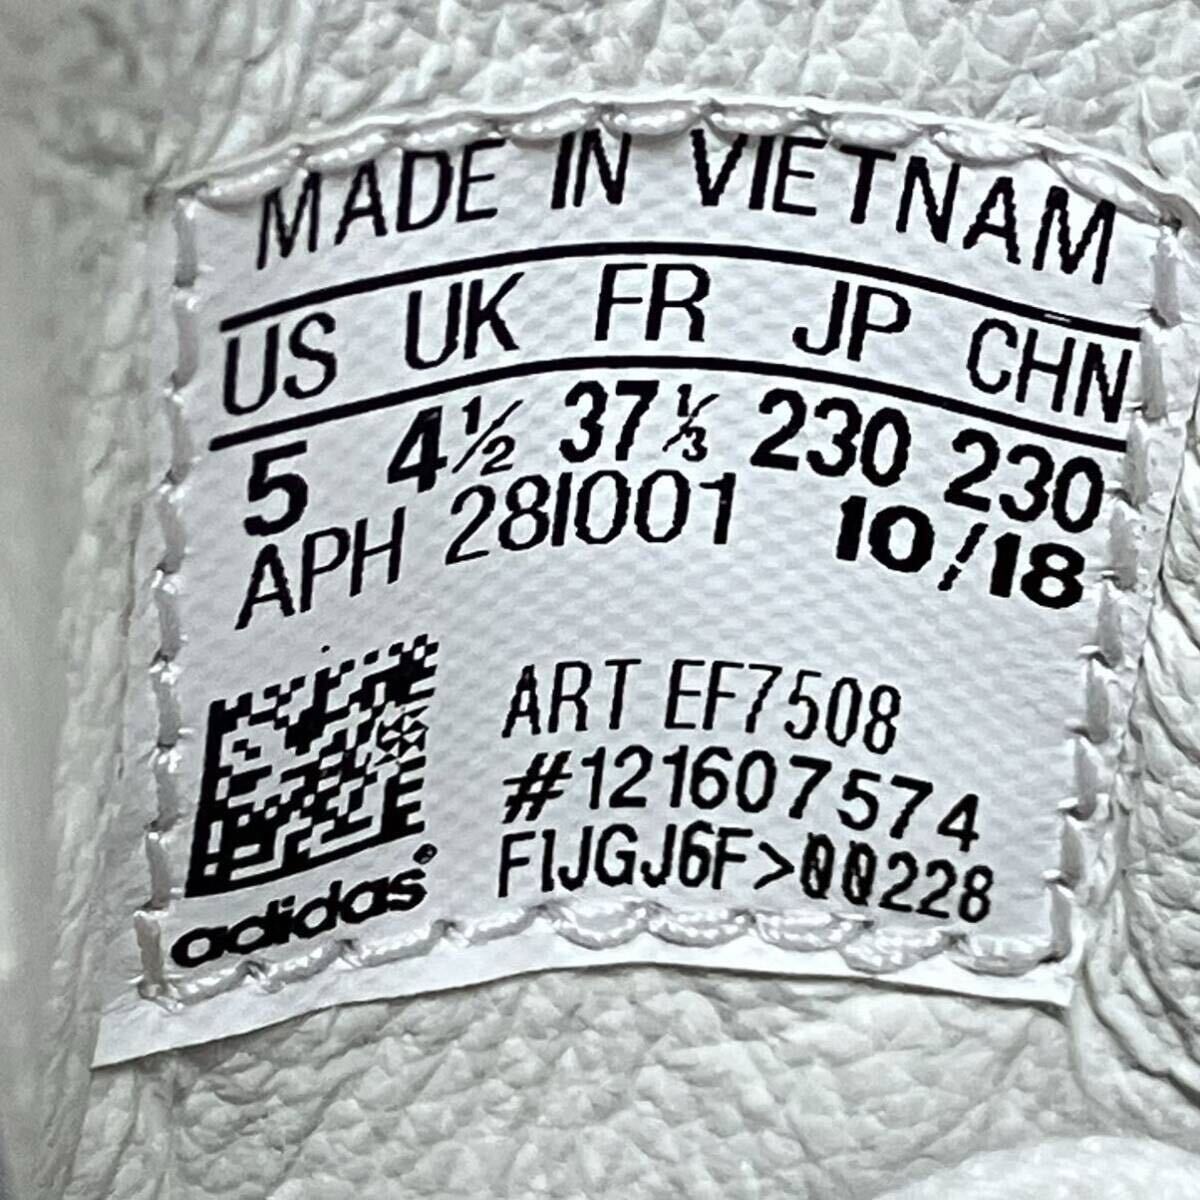 MADE IN VIETNAM
US UK FR JP CHN
5 4½ 37⅓ 230 230
APH 28I001 10/18
ART EF7508
#121607574
F1JGJ6F>00228
adidas®